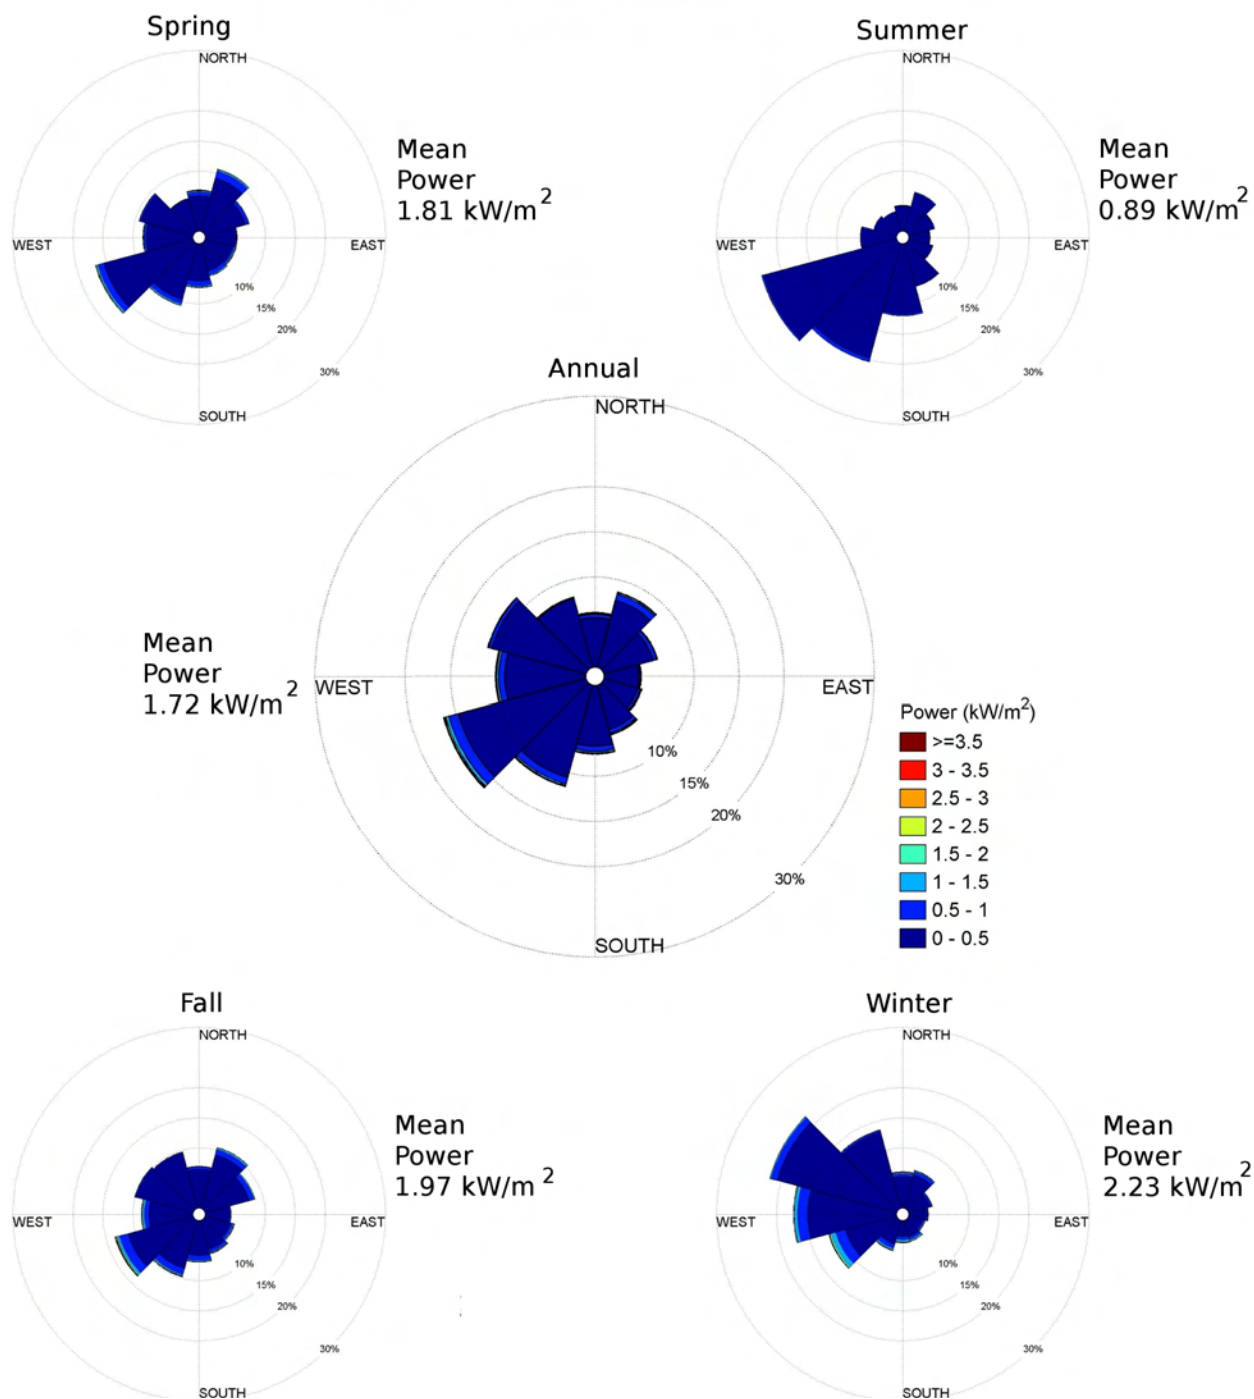 Spring
NORTH
WEST
EAST
SOUTH
10%
15%
20%
30%
Mean
Power
1.81 kW/m²
Summer
NORTH
WEST
EAST
SOUTH
10%
15%
20%
30%
Mean
Power
0.89 kW/m²
Annual
NORTH
WEST
EAST
SOUTH
10%
15%
20%
30%
Mean
Power
1.72 kW/m²
Power (kW/m²)
>=3.5
3 - 3.5
2.5 - 3
2 - 2.5
1.5 - 2
1 - 1.5
0.5 - 1
0 - 0.5
Fall
NORTH
WEST
EAST
SOUTH
10%
15%
20%
30%
Mean
Power
1.97 kW/m²
Winter
NORTH
WEST
EAST
SOUTH
10%
15%
20%
30%
Mean
Power
2.23 kW/m²